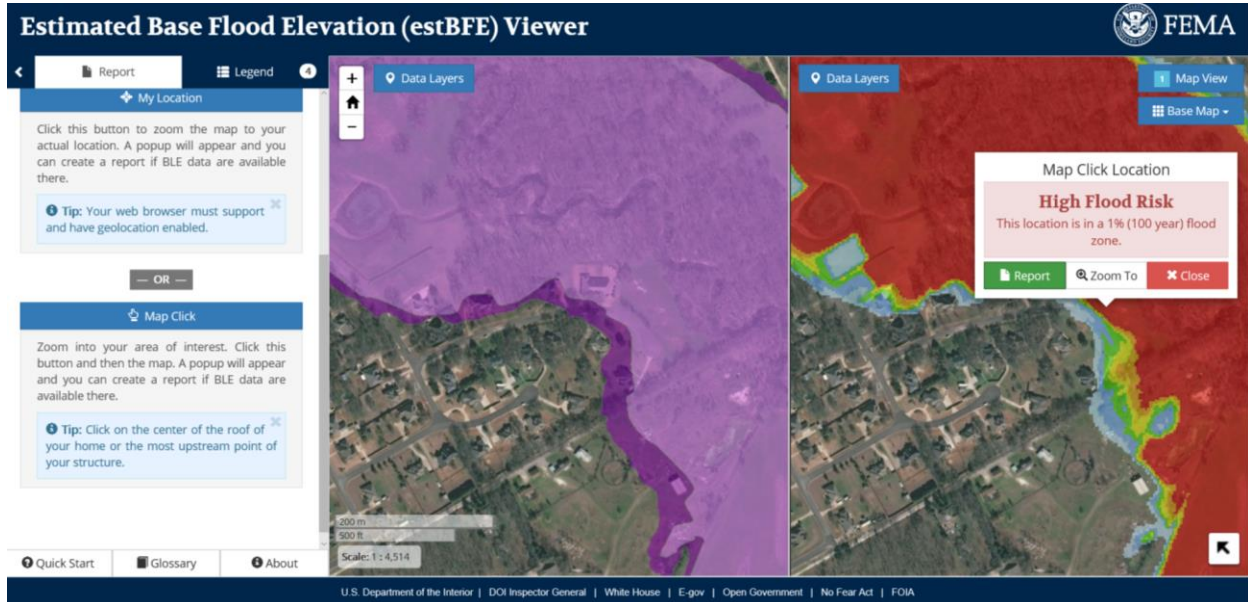 Estimated Base Flood Elevation (estBFE) Viewer
FEMA
Report
Legend
4
My Location
Click this button to zoom the map to your
actual location. A popup will appear and you
can create a report if BLE data are available
there.
Tip: Your web browser must support
and have geolocation enabled.
— OR —
Map Click
Zoom into your area of interest. Click this
button and then the map. A popup will appear
and you can create a report if BLE data are
available there.
Tip: Click on the center of the roof of
your home or the most upstream point of
your structure.
Quick Start
Glossary
About
+
−
Data Layers
200 m
500 ft
Scale: 1 : 4,514
Data Layers
1 Map View
Base Map
Map Click Location
High Flood Risk
This location is in a 1% (100 year) flood
zone.
Report
Zoom To
Close
U.S. Department of the Interior | DOI Inspector General | White House | E-gov | Open Government | No Fear Act | FOIA